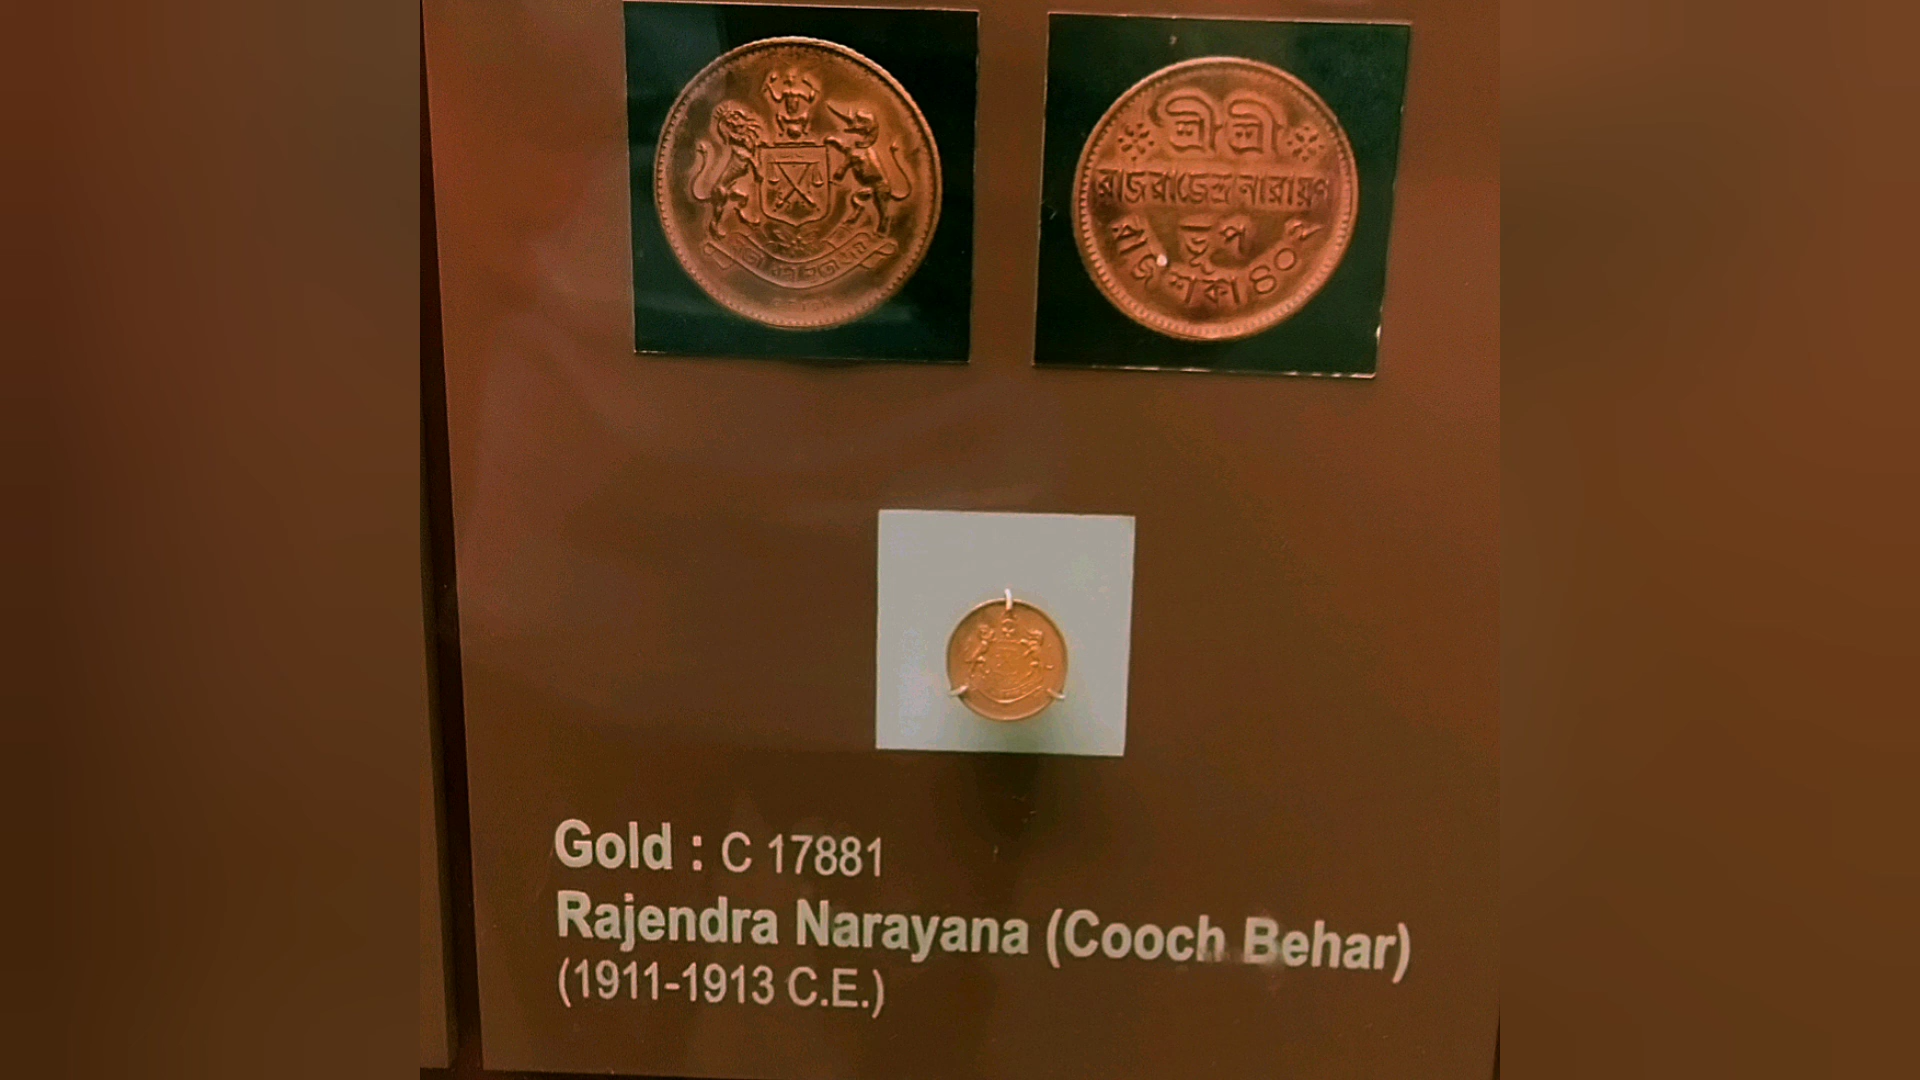 শ্রী শ্রী
রাজরাজেন্দ্র নারায়ণ
ভূপ
রাজশকা ৪০২
Gold : C 17881
Rajendra Narayana (Cooch Behar)
(1911-1913 C.E.)